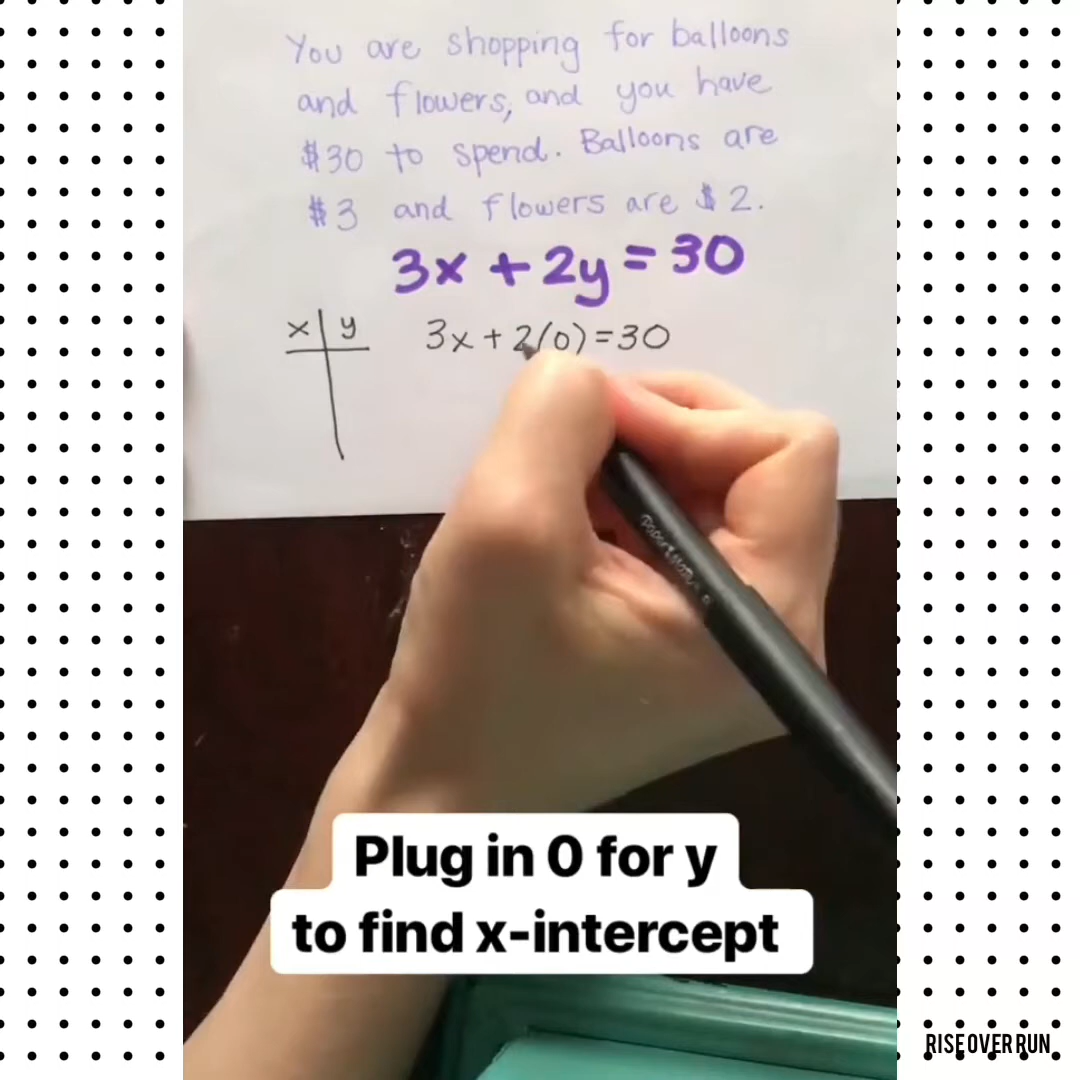 You are shopping for balloons
and flowers, and you have
$30 to spend. Balloons are
$3 and flowers are $2.
3x + 2y = 30
x y
3x + 2(0) = 30
Plug in 0 for y
to find x-intercept
RISE OVER RUN